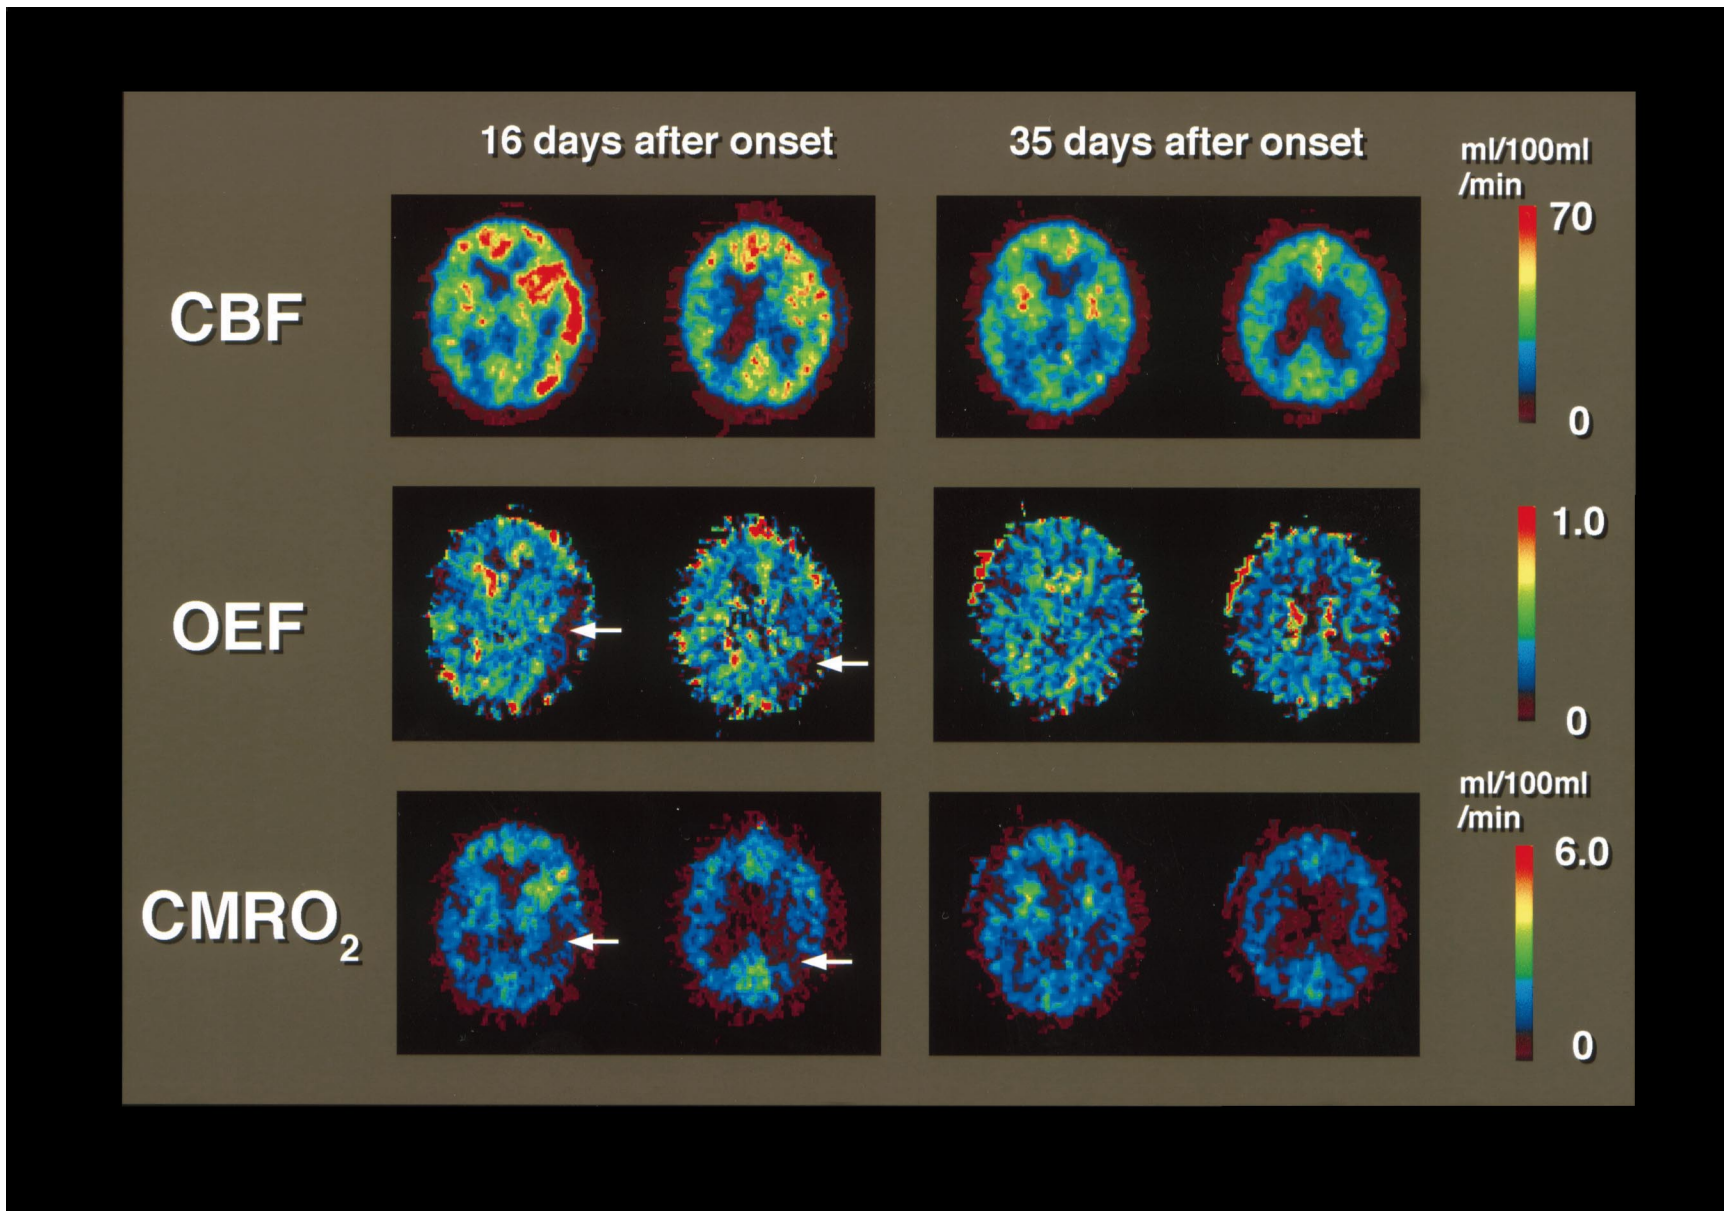 16 days after onset
35 days after onset
ml/100ml
/min
70
CBF
0
1.0
OEF
0
ml/100ml
/min
6.0
CMRO2
0